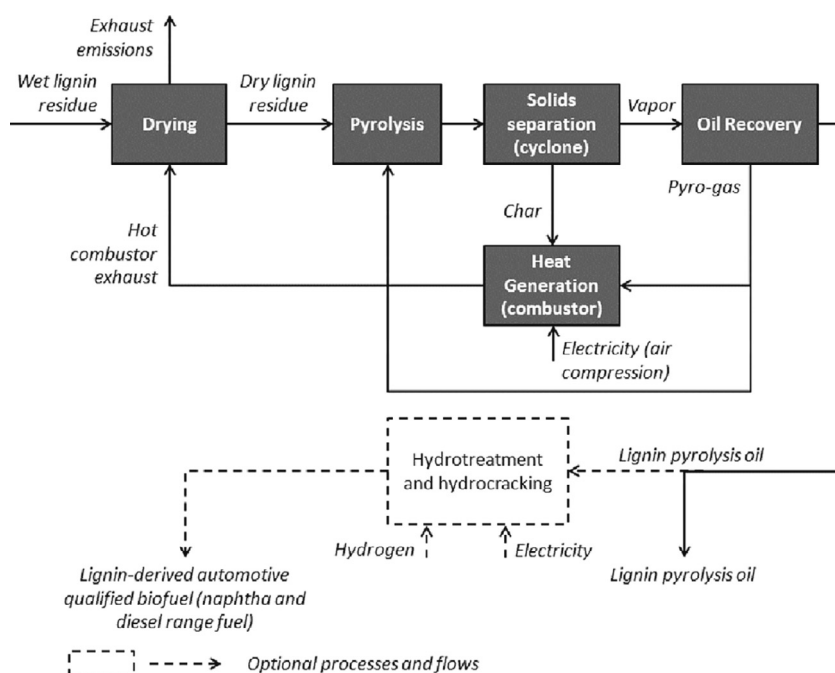 Exhaust
emissions
Wet lignin
residue
Drying
Dry lignin
residue
Pyrolysis
Solids
separation
(cyclone)
Vapor
Oil Recovery
Pyro-gas
Char
Hot
combustor
exhaust
Heat
Generation
(combustor)
Electricity (air
compression)
Hydrotreatment
and hydrocracking
Lignin pyrolysis oil
Hydrogen
Electricity
Lignin pyrolysis oil
Lignin-derived automotive
qualified biofuel (naphtha and
diesel range fuel)
Optional processes and flows